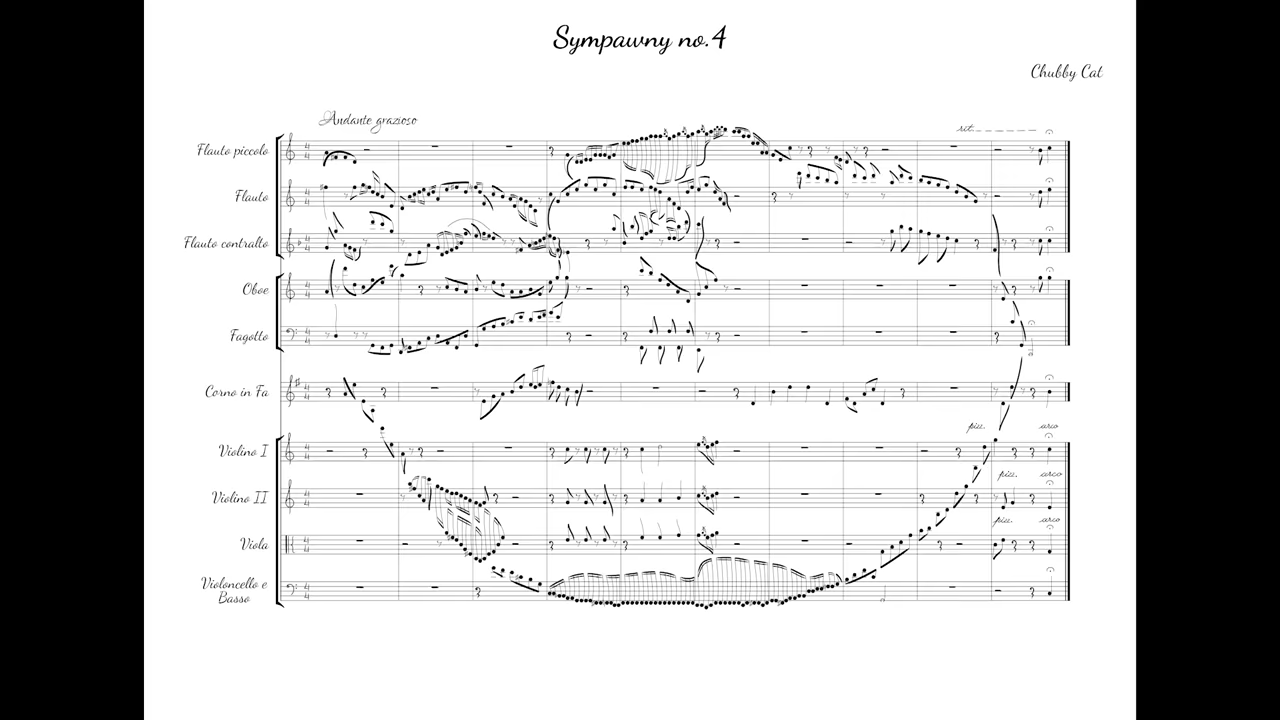 Sympawny no.4
Chubby Cat
Andante grazioso
rit.
Flauto piccolo
Flauto
Flauto contralto
Oboe
Fagotto
Corno in Fa
pizz. arco
Violino I
pizz. arco
Violino II
pizz. arco
Viola
Violoncello e
Basso